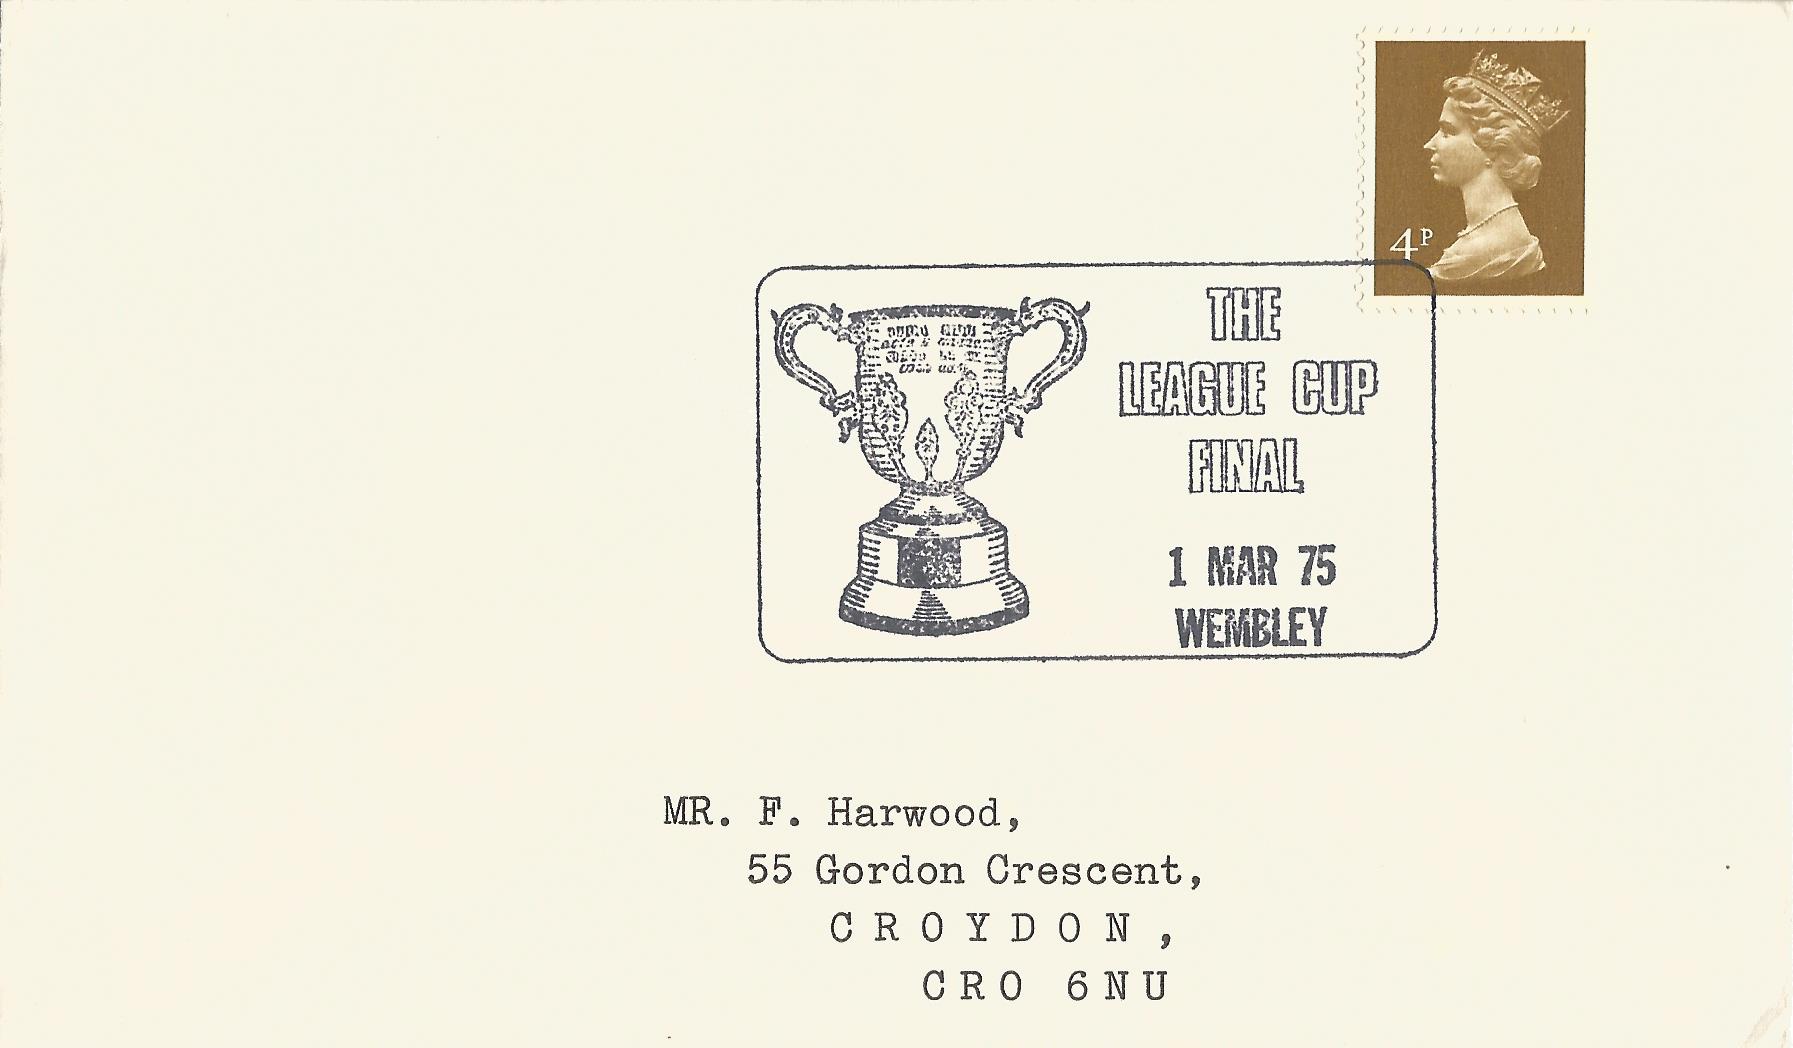 4P
THE
LEAGUE CUP
FINAL
1 MAR 75
WEMBLEY
MR. F. Harwood,
55 Gordon Crescent,
CROYDON,
CRO 6NU